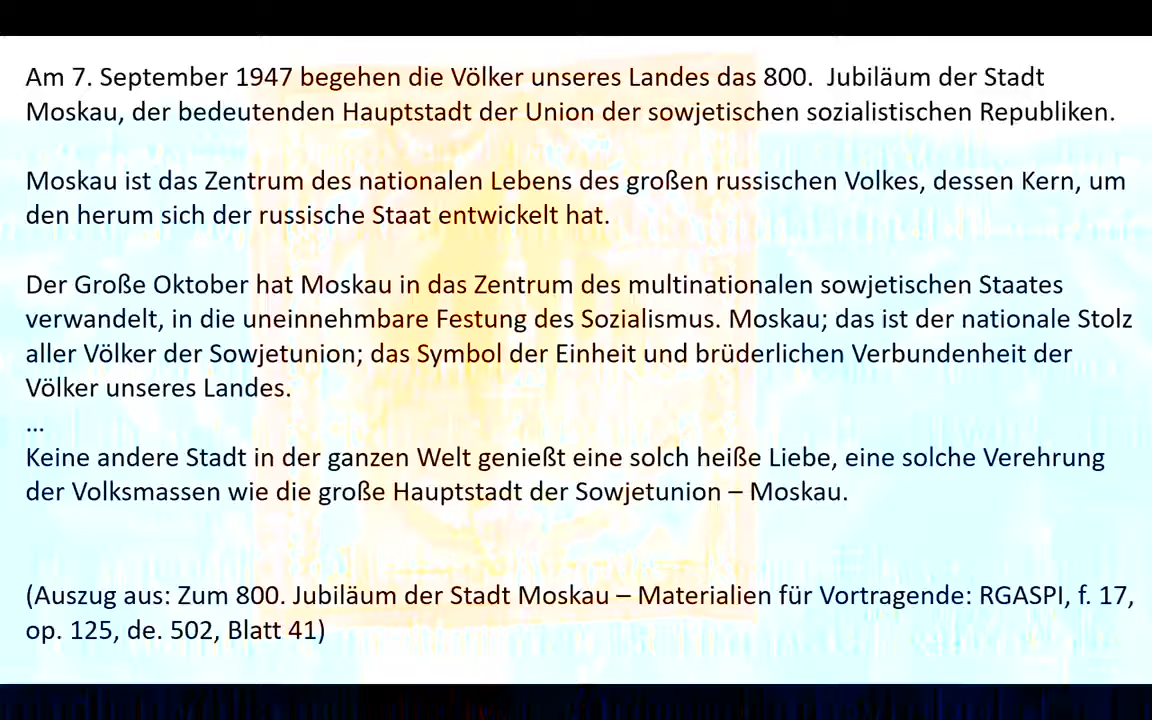 Am 7. September 1947 begehen die Völker unseres Landes das 800.  Jubiläum der Stadt
Moskau, der bedeutenden Hauptstadt der Union der sowjetischen sozialistischen Republiken.
Moskau ist das Zentrum des nationalen Lebens des großen russischen Volkes, dessen Kern, um
den herum sich der russische Staat entwickelt hat.
Der Große Oktober hat Moskau in das Zentrum des multinationalen sowjetischen Staates
verwandelt, in die uneinnehmbare Festung des Sozialismus. Moskau; das ist der nationale Stolz
aller Völker der Sowjetunion; das Symbol der Einheit und brüderlichen Verbundenheit der
Völker unseres Landes.
...
Keine andere Stadt in der ganzen Welt genießt eine solch heiße Liebe, eine solche Verehrung
der Volksmassen wie die große Hauptstadt der Sowjetunion – Moskau.
(Auszug aus: Zum 800. Jubiläum der Stadt Moskau – Materialien für Vortragende: RGASPI, f. 17,
op. 125, de. 502, Blatt 41)